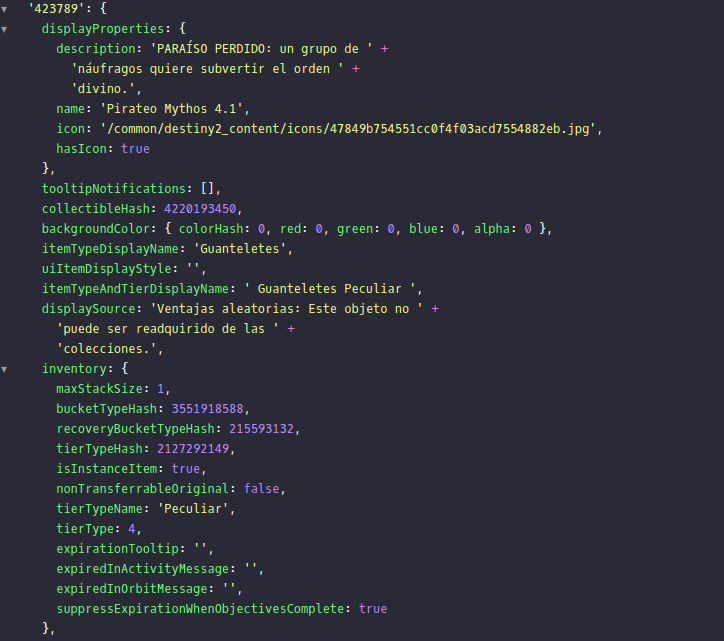 '423789': {
displayProperties: {
description: 'PARAÍSO PERDIDO: un grupo de ' +
'náufragos quiere subvertir el orden ' +
'divino.',
name: 'Pirateo Mythos 4.1',
icon: '/common/destiny2_content/icons/47849b754551cc0f4f03acd7554882eb.jpg',
hasIcon: true
},
tooltipNotifications: [],
collectibleHash: 4220193450,
backgroundColor: { colorHash: 0, red: 0, green: 0, blue: 0, alpha: 0 },
itemTypeDisplayName: 'Guanteletes',
uiItemDisplayStyle: '',
itemTypeAndTierDisplayName: ' Guanteletes Peculiar ',
displaySource: 'Ventajas aleatorias: Este objeto no ' +
'puede ser readquirido de las ' +
'colecciones.',
inventory: {
maxStackSize: 1,
bucketTypeHash: 3551918588,
recoveryBucketTypeHash: 215593132,
tierTypeHash: 2127292149,
isInstanceItem: true,
nonTransferrableOriginal: false,
tierTypeName: 'Peculiar',
tierType: 4,
expirationTooltip: '',
expiredInActivityMessage: '',
expiredInOrbitMessage: '',
suppressExpirationWhenObjectivesComplete: true
},